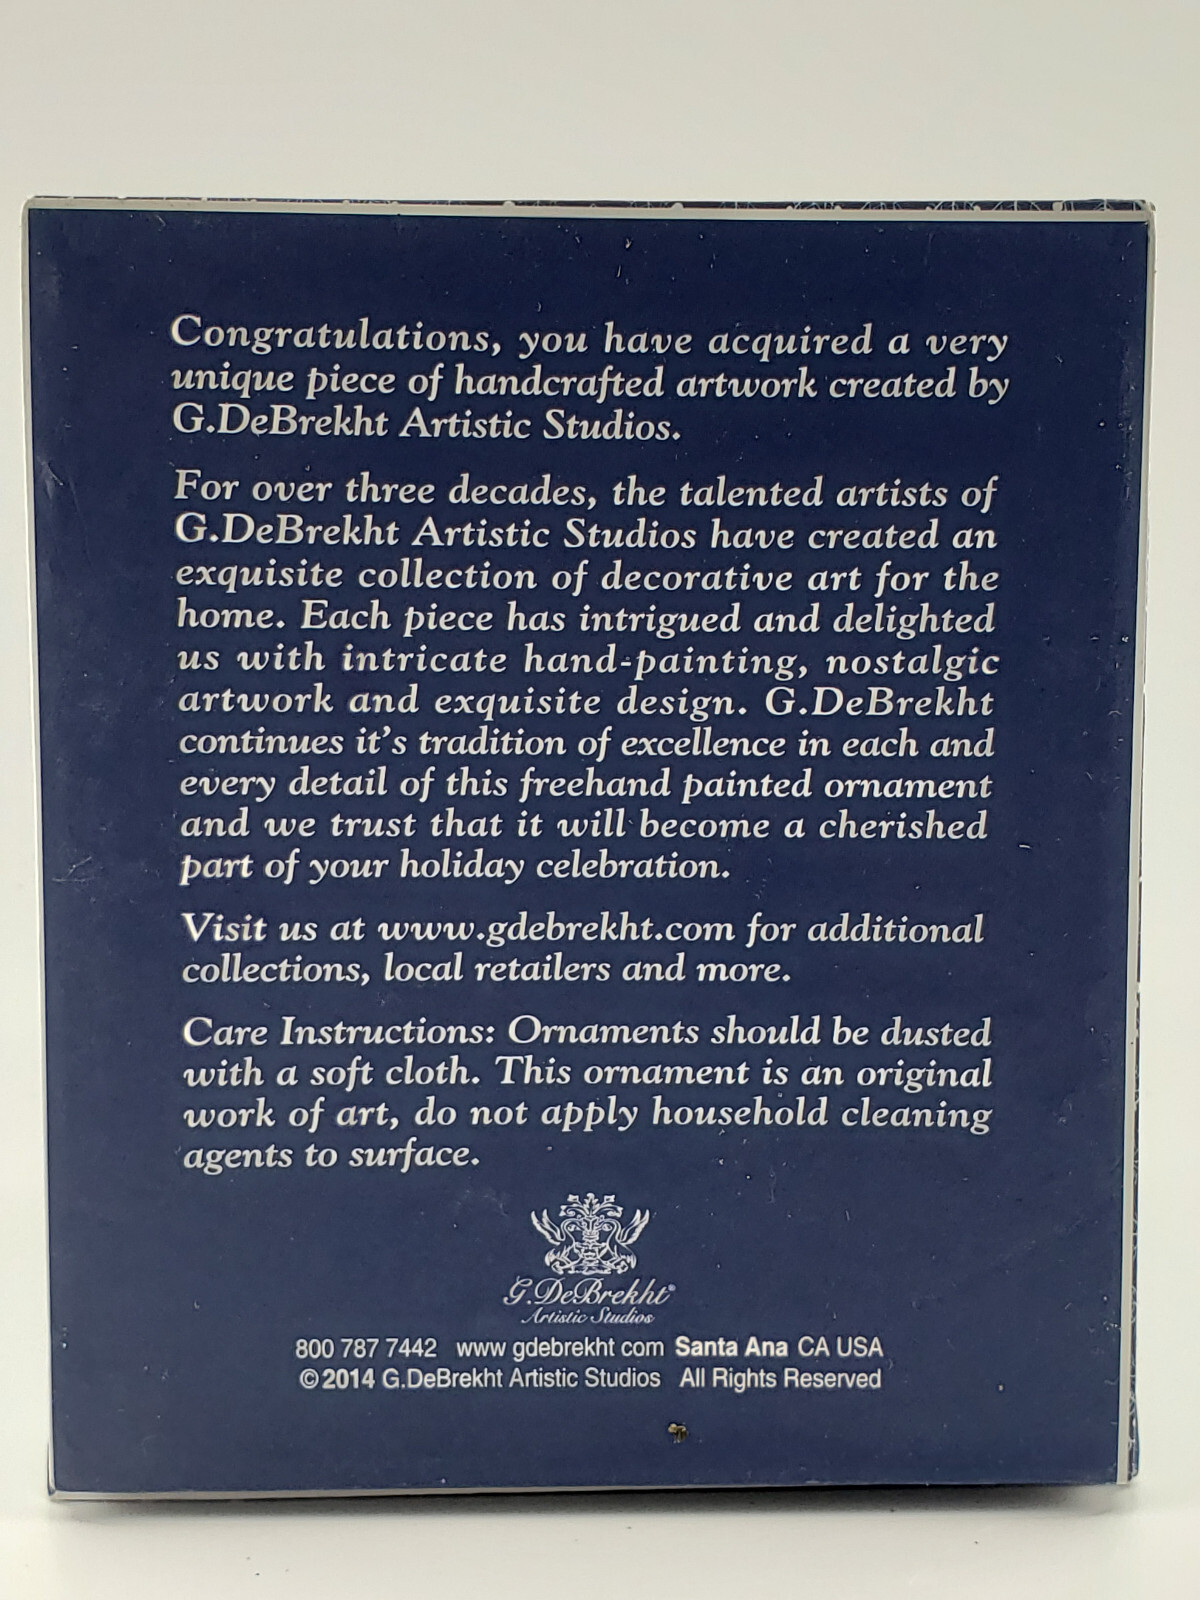 Congratulations, you have acquired a very
unique piece of handcrafted artwork created by
G.DeBrekht Artistic Studios.
For over three decades, the talented artists of
G.DeBrekht Artistic Studios have created an
exquisite collection of decorative art for the
home. Each piece has intrigued and delighted
us with intricate hand-painting, nostalgic
artwork and exquisite design. G.DeBrekht
continues it's tradition of excellence in each and
every detail of this freehand painted ornament
and we trust that it will become a cherished
part of your holiday celebration.
Visit us at www.gdebrekht.com for additional
collections, local retailers and more.
Care Instructions: Ornaments should be dusted
with a soft cloth. This ornament is an original
work of art, do not apply household cleaning
agents to surface.
G.DeBrekht®
Artistic Studios
800 787 7442 www gdebrekht com Santa Ana CA USA
©2014 G.DeBrekht Artistic Studios All Rights Reserved